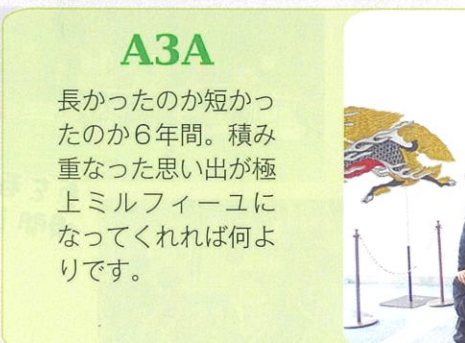 A3A
長かったのか短かっ
たのか6年間。積み
重なった思い出が極
上ミルフィーユに
なってくれれば何よ
りです。